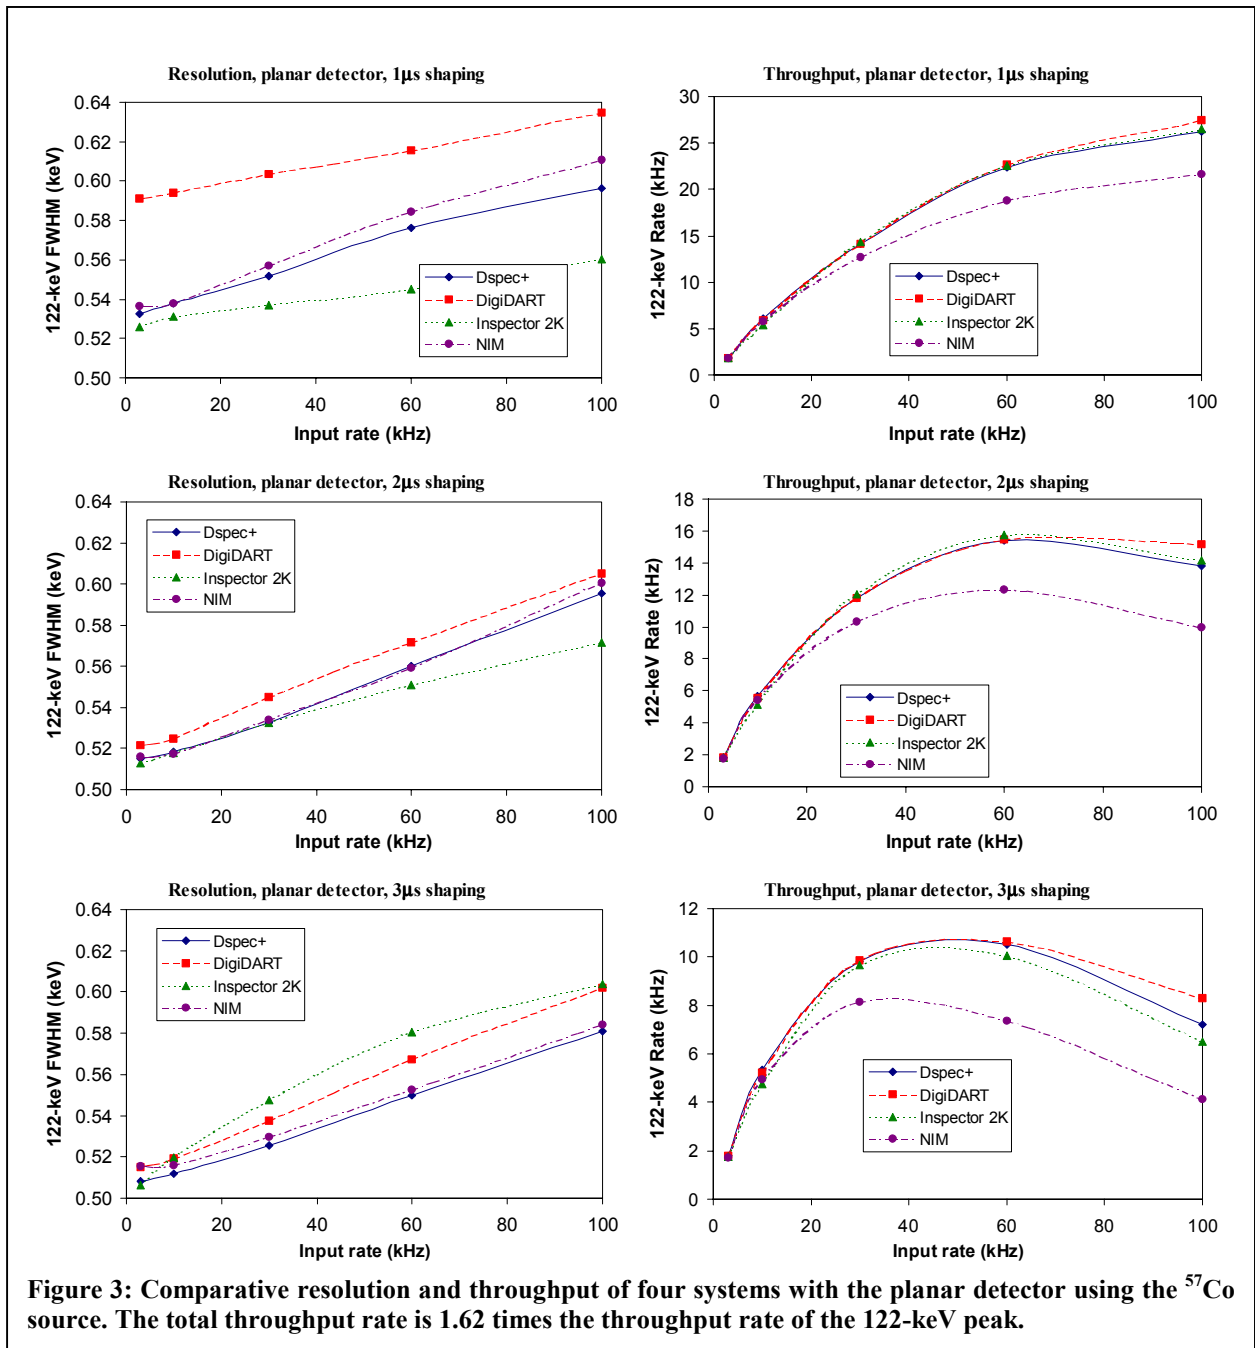 Resolution, planar detector, 1μs shaping
0.64
0.62
0.60
0.58
0.56
0.54
0.52
0.50
122-keV FWHM (keV)
Dspec+
DigiDART
Inspector 2K
NIM
0 20 40 60 80 100
Input rate (kHz)
Throughput, planar detector, 1μs shaping
30
25
20
15
10
5
0
122-keV Rate (kHz)
Dspec+
DigiDART
Inspector 2K
NIM
0 20 40 60 80 100
Input rate (kHz)
Resolution, planar detector, 2μs shaping
0.64
0.62
0.60
0.58
0.56
0.54
0.52
0.50
122-keV FWHM (keV)
Dspec+
DigiDART
Inspector 2K
NIM
0 20 40 60 80 100
Input rate (kHz)
Throughput, planar detector, 2μs shaping
18
16
14
12
10
8
6
4
2
0
122-keV Rate (kHz)
Dspec+
DigiDART
Inspector 2K
NIM
0 20 40 60 80 100
Input rate (kHz)
Resolution, planar detector, 3μs shaping
0.64
0.62
0.60
0.58
0.56
0.54
0.52
0.50
122-keV FWHM (keV)
Dspec+
DigiDART
Inspector 2K
NIM
0 20 40 60 80 100
Input rate (kHz)
Throughput, planar detector, 3μs shaping
12
10
8
6
4
2
0
122-keV Rate (kHz)
Dspec+
DigiDART
Inspector 2K
NIM
0 20 40 60 80 100
Input rate (kHz)
Figure 3: Comparative resolution and throughput of four systems with the planar detector using the ⁵⁷Co
source. The total throughput rate is 1.62 times the throughput rate of the 122-keV peak.